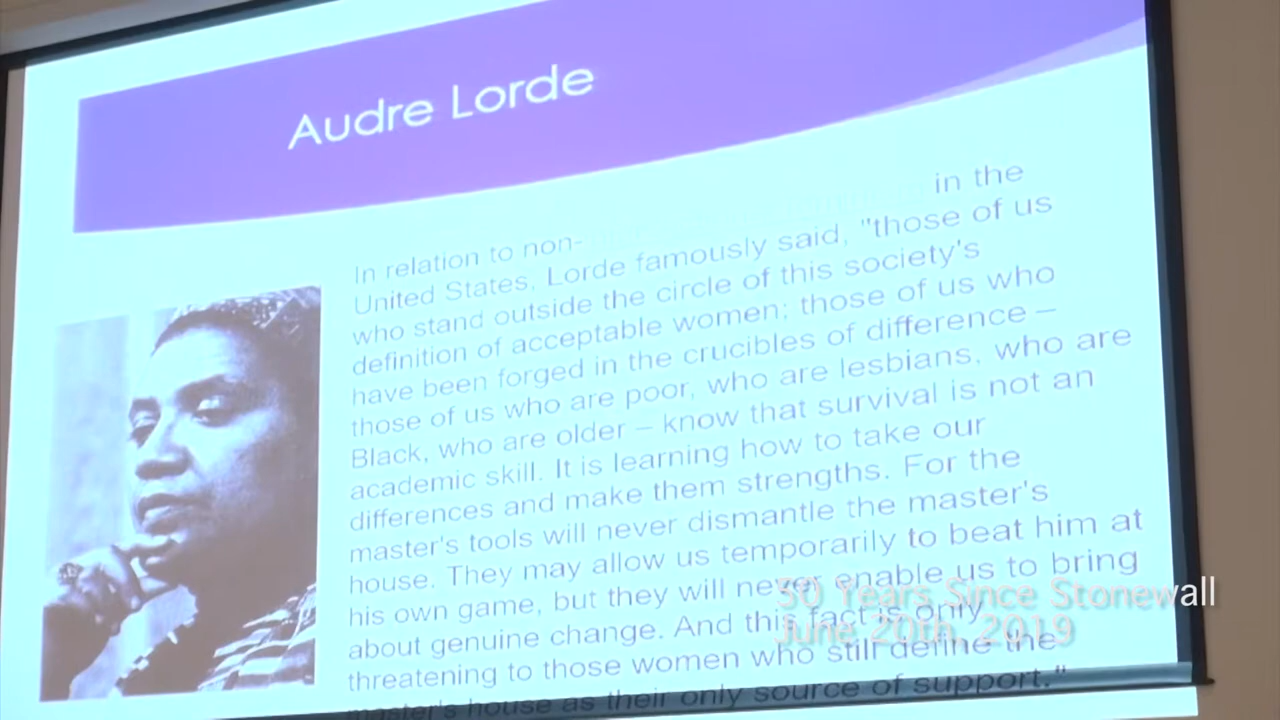 Audre Lorde
In relation to non- in the
United States, Lorde famously said, "those of us
who stand outside the circle of this society's
definition of acceptable women; those of us who
have been forged in the crucibles of difference –
those of us who are poor, who are lesbians, who are
Black, who are older – know that survival is not an
academic skill. It is learning how to take our
differences and make them strengths. For the
master's tools will never dismantle the master's
house. They may allow us temporarily to beat him at
his own game, but they will never enable us to bring
about genuine change. And this fact is only
threatening to those women who still define the
master's house as their only source of support."
50 Years Since Stonewall
June 20th, 2019